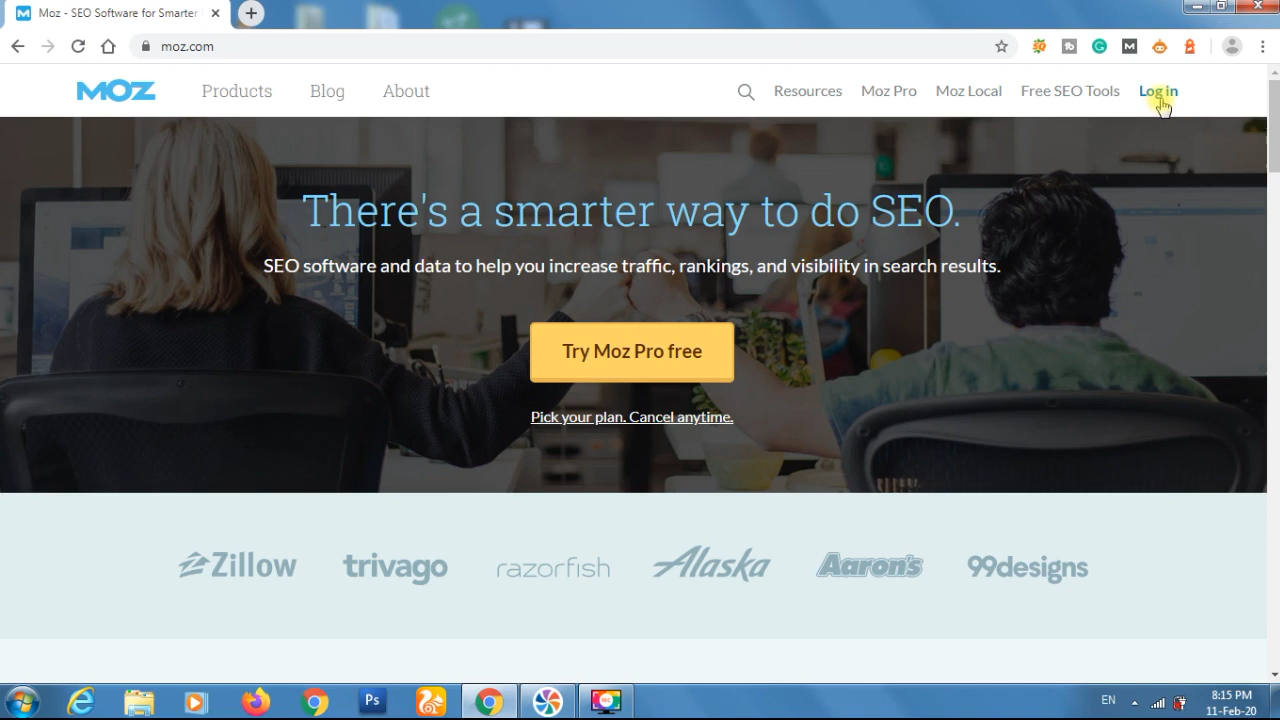 Moz - SEO Software for Smarter
moz.com
MOZ Products Blog About Resources Moz Pro Moz Local Free SEO Tools Log in
There's a smarter way to do SEO.
SEO software and data to help you increase traffic, rankings, and visibility in search results.
Try Moz Pro free
Pick your plan. Cancel anytime.
Zillow trivago razorfish Alaska Aaron's 99designs
Ps EN 8:15 PM
11-Feb-20